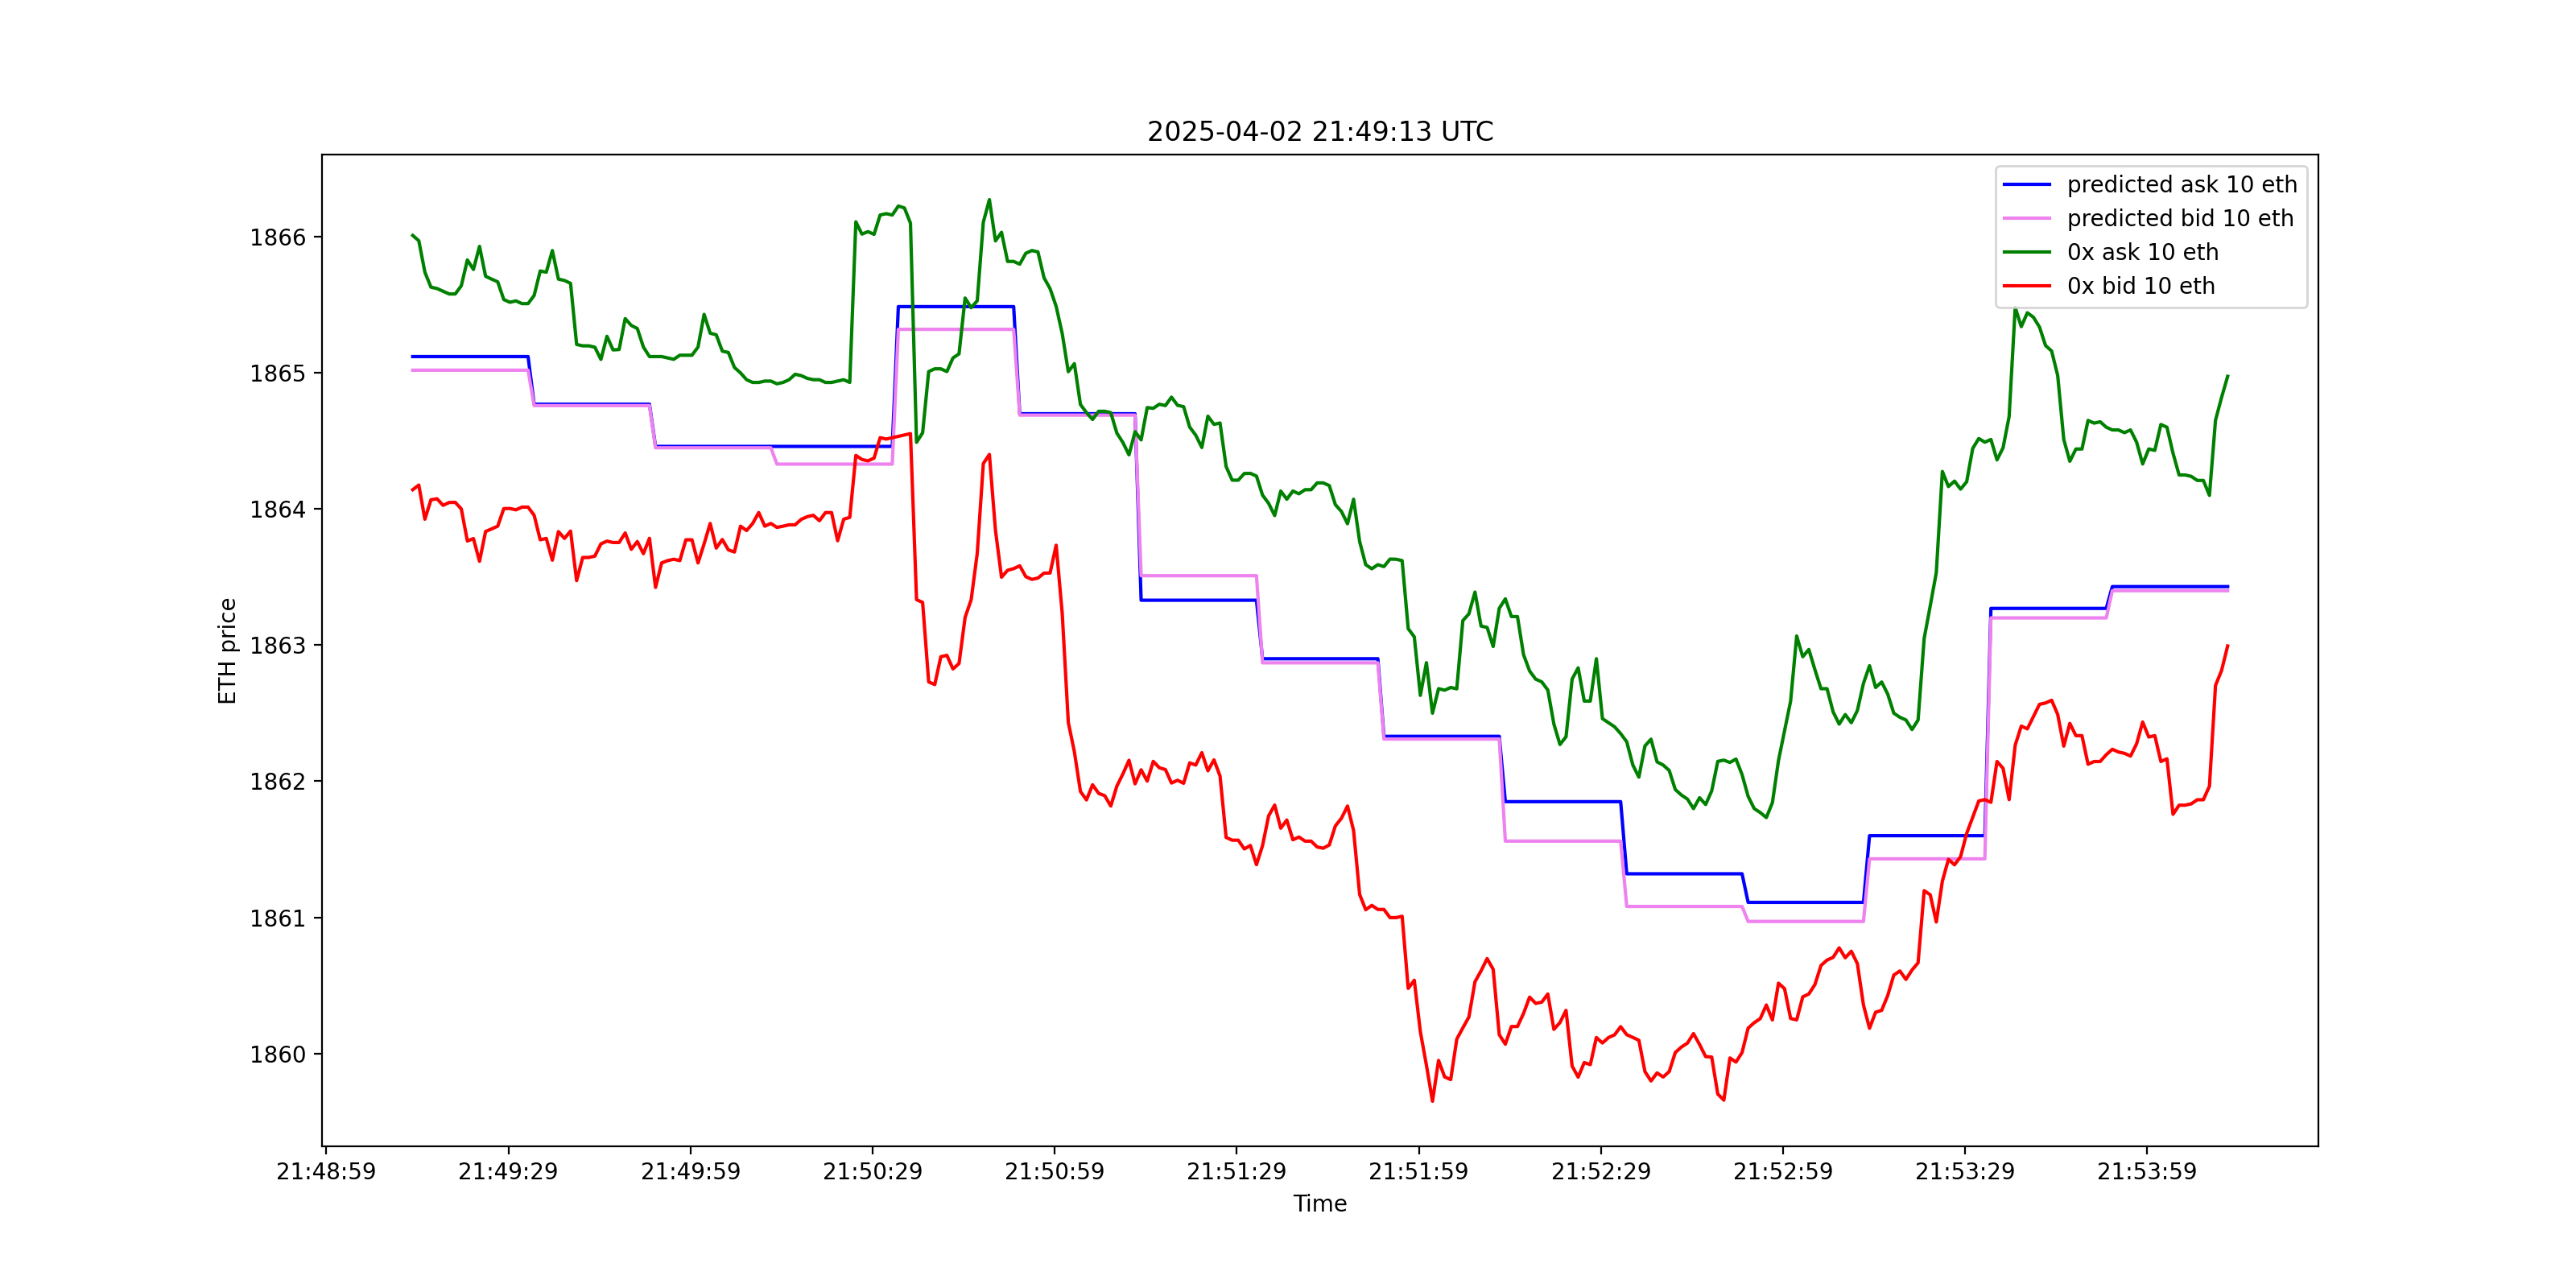 2025-04-02 21:49:13 UTC
predicted ask 10 eth
predicted bid 10 eth
0x ask 10 eth
0x bid 10 eth
ETH price
1866
1865
1864
1863
1862
1861
1860
21:48:59 21:49:29 21:49:59 21:50:29 21:50:59 21:51:29 21:51:59 21:52:29 21:52:59 21:53:29 21:53:59
Time